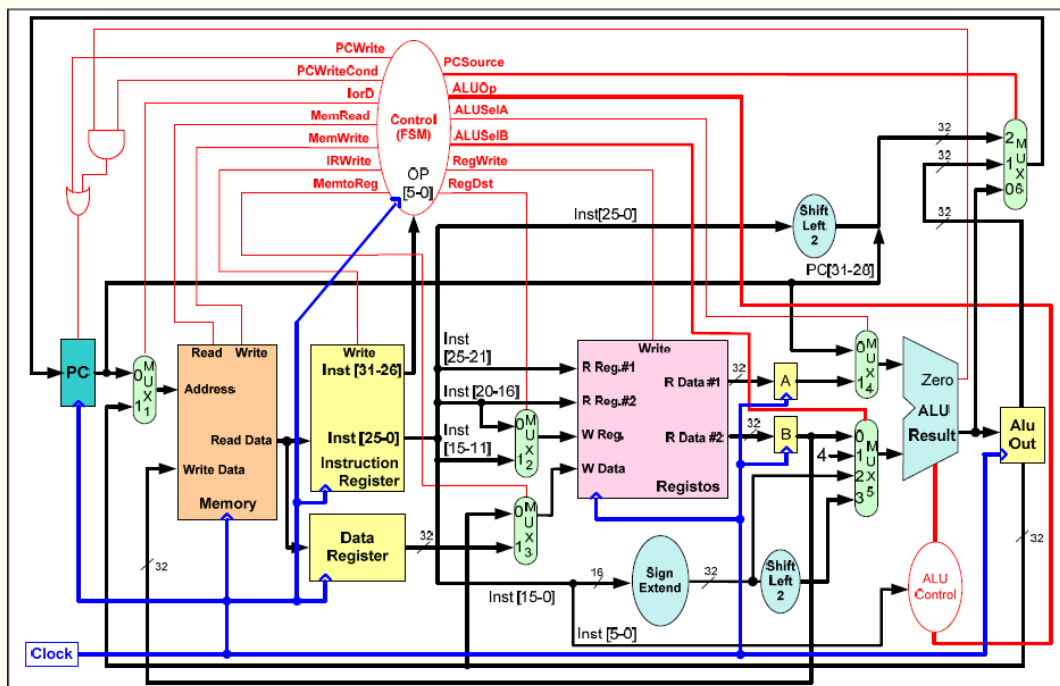 PCWrite
PCWriteCond
IorD
MemRead
MemWrite
IRWrite
MemtoReg
Control
(FSM)
OP
[5-0]
PCSource
ALUOp
ALUSelA
ALUSelB
RegWrite
RegDst
32
32
32
2
1
0
M
U
X
6
Inst[25-0]
Shift
Left
2
PC[31-28]
PC
0
1
M
U
X
1
Read Write
Address
Read Data
Write Data
Memory
Write
Inst [31-26]
Inst [25-0]
Instruction
Register
Data
Register
32
Inst
[25-21]
Inst [20-16]
Inst
[15-11]
0
1
M
U
X
2
0
1
M
U
X
3
Write
R Reg.#1
R Reg.#2
W Reg.
W Data
R Data #1
R Data #2
Registos
32
32
A
B
0
1
M
U
X
4
4
0
1
2
3
M
U
X
5
Zero
ALU
Result
Alu
Out
32
32
Inst [15-0]
16
Sign
Extend
32
Shift
Left
2
Inst [5-0]
ALU
Control
Clock